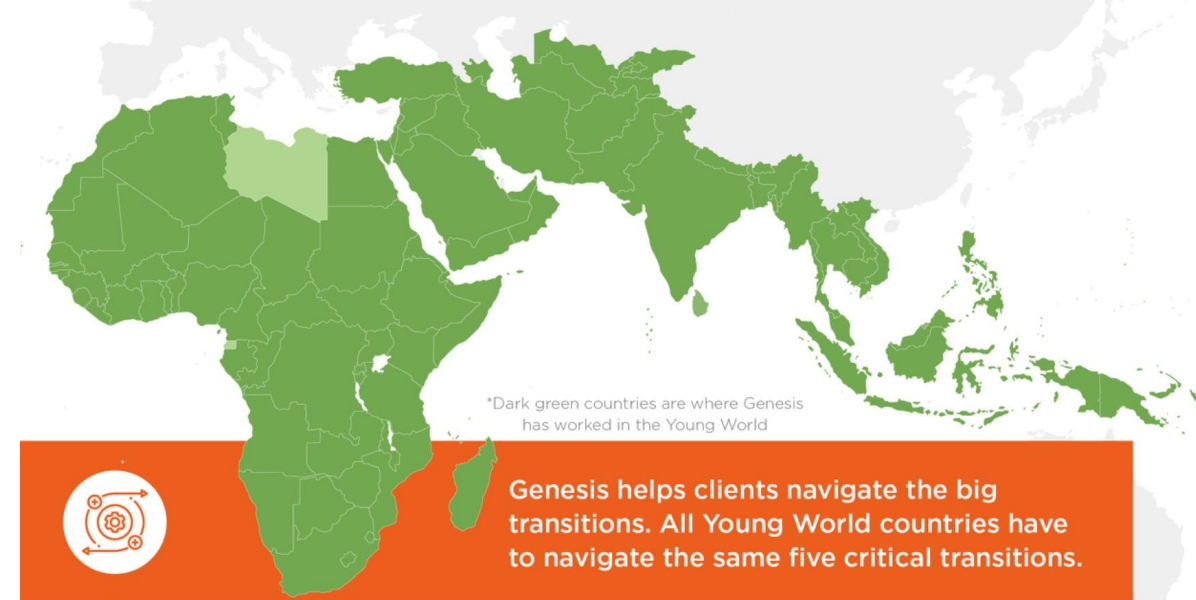 *Dark green countries are where Genesis
has worked in the Young World
Genesis helps clients navigate the big
transitions. All Young World countries have
to navigate the same five critical transitions.